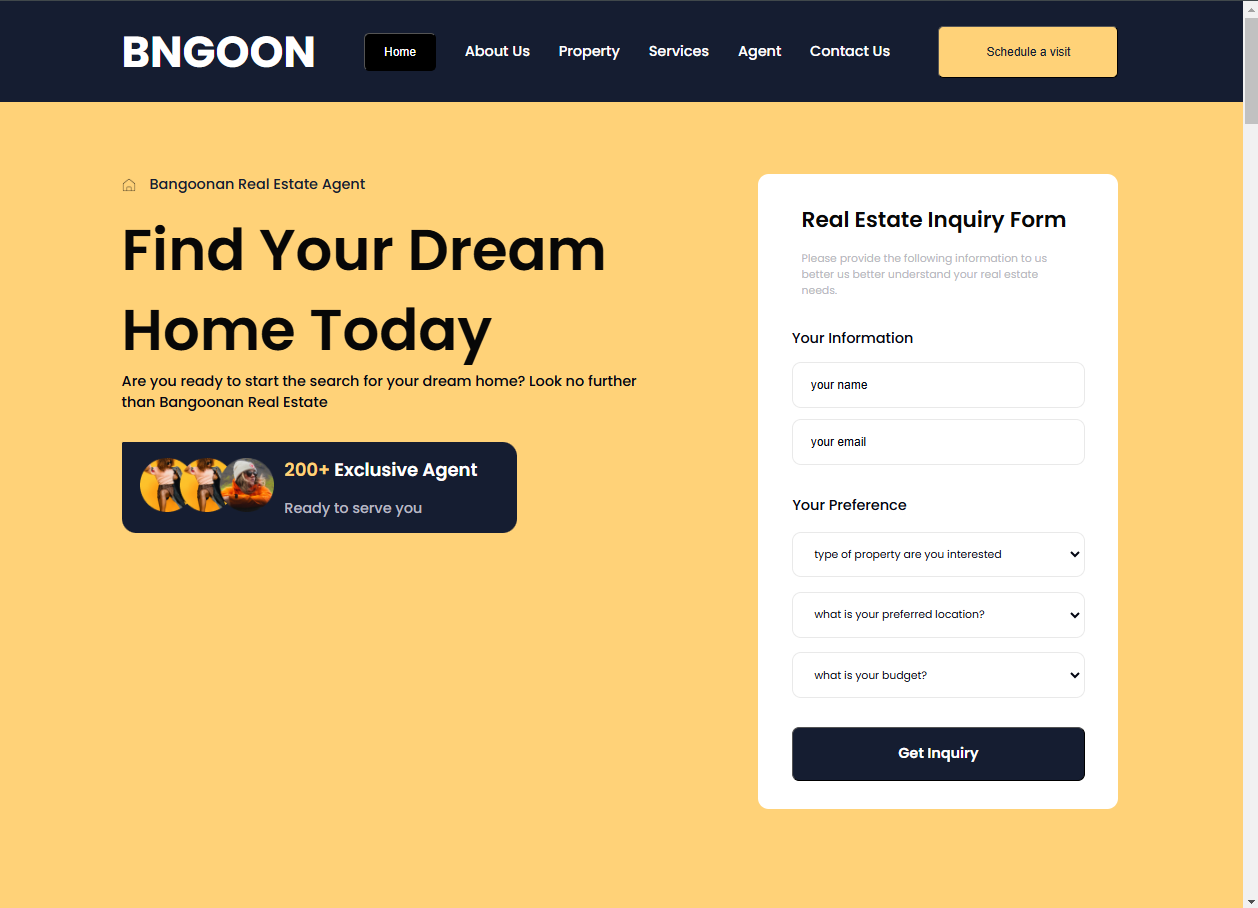 BNGOON
Home
About Us
Property
Services
Agent
Contact Us
Schedule a visit
Bangoonan Real Estate Agent
Find Your Dream
Home Today
Are you ready to start the search for your dream home? Look no further
than Bangoonan Real Estate
200+ Exclusive Agent
Ready to serve you
Real Estate Inquiry Form
Please provide the following information to us
better us better understand your real estate
needs.
Your Information
your name
your email
Your Preference
type of property are you interested
what is your preferred location?
what is your budget?
Get Inquiry